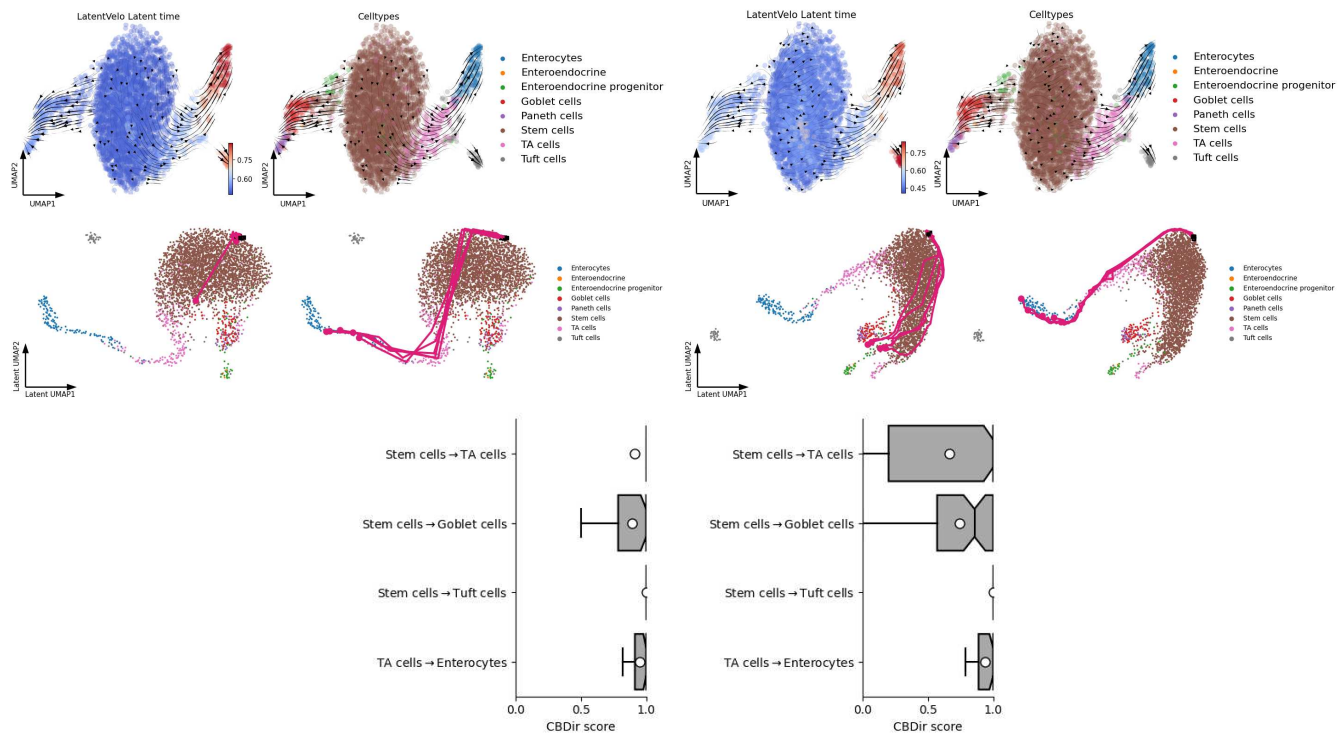 LatentVelo Latent time
Celltypes
Enterocytes
Enteroendocrine
Enteroendocrine progenitor
Goblet cells
Paneth cells
Stem cells
TA cells
Tuft cells
0.75
0.60
UMAP2
UMAP1
UMAP2
UMAP1
LatentVelo Latent time
Celltypes
Enterocytes
Enteroendocrine
Enteroendocrine progenitor
Goblet cells
Paneth cells
Stem cells
TA cells
Tuft cells
0.75
0.60
0.45
UMAP2
UMAP1
UMAP2
UMAP1
Enterocytes
Enteroendocrine
Enteroendocrine progenitor
Goblet cells
Paneth cells
Stem cells
TA cells
Tuft cells
Latent UMAP2
Latent UMAP1
Enterocytes
Enteroendocrine
Enteroendocrine progenitor
Goblet cells
Paneth cells
Stem cells
TA cells
Tuft cells
Latent UMAP2
Latent UMAP1
Stem cells→TA cells
Stem cells→Goblet cells
Stem cells→Tuft cells
TA cells→Enterocytes
0.0 0.5 1.0
CBDir score
Stem cells→TA cells
Stem cells→Goblet cells
Stem cells→Tuft cells
TA cells→Enterocytes
0.0 0.5 1.0
CBDir score